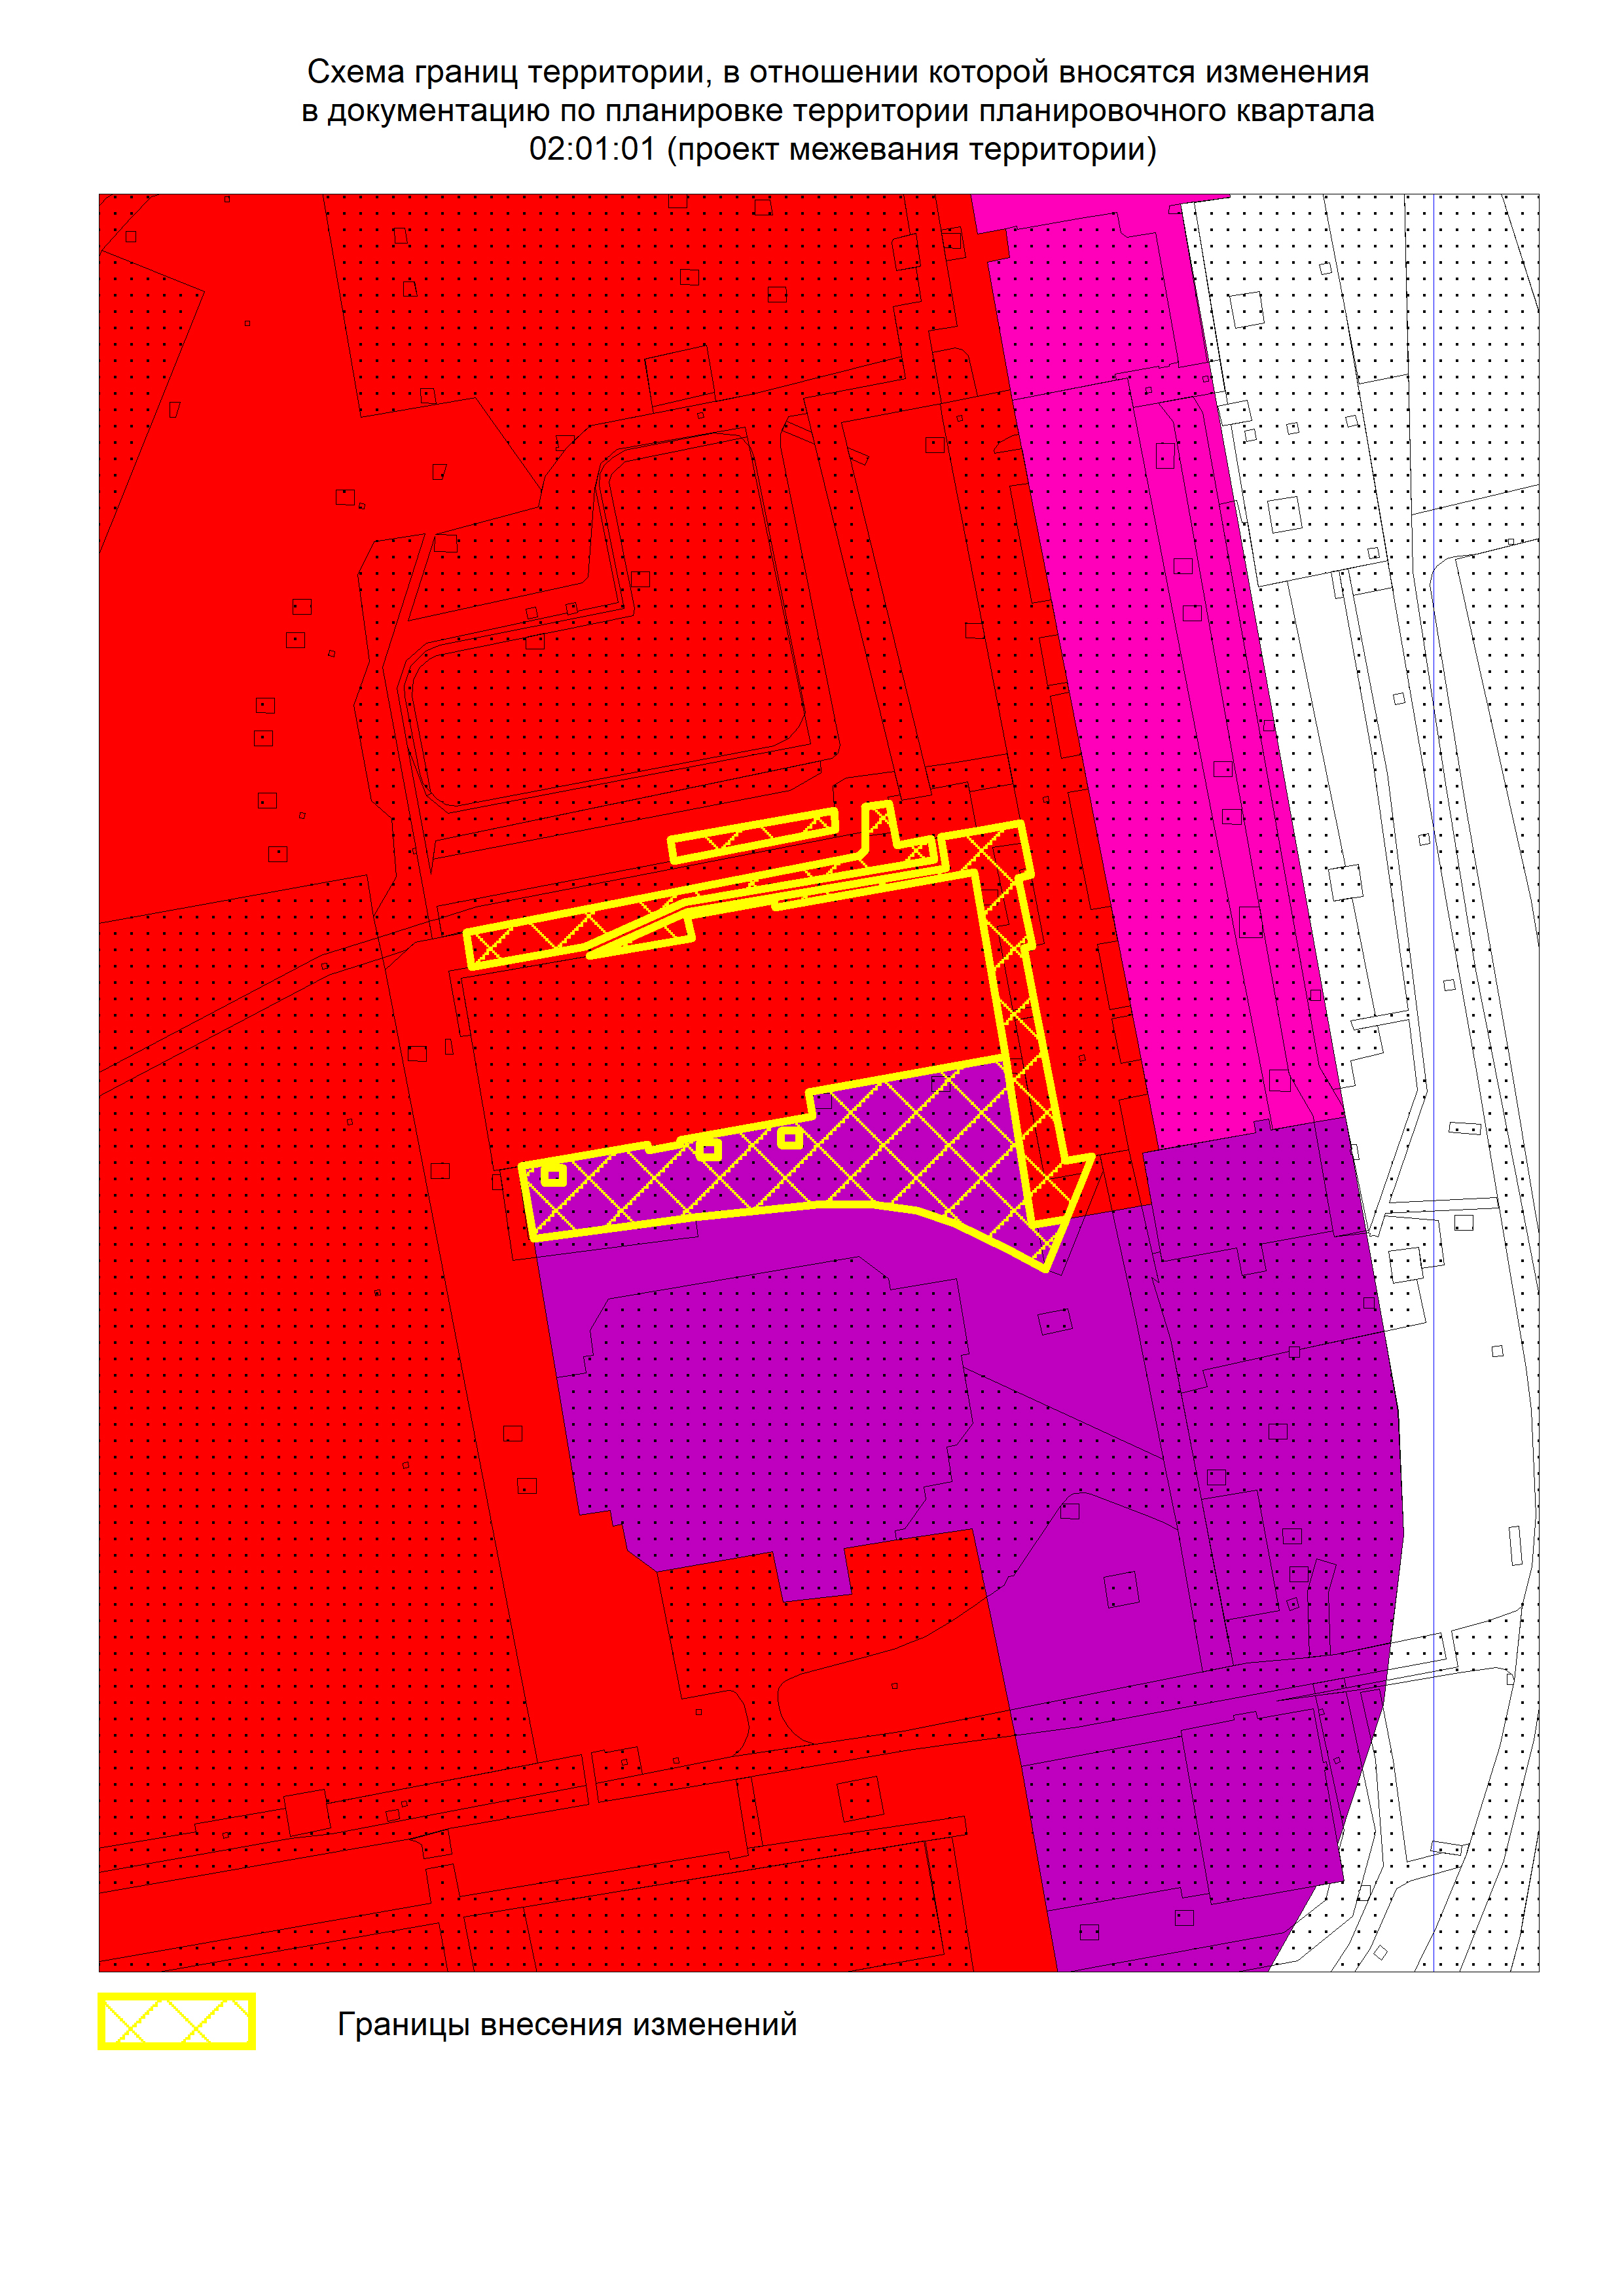 Схема границ территории, в отношении которой вносятся изменения
в документацию по планировке территории планировочного квартала
02:01:01 (проект межевания территории)
Границы внесения изменений